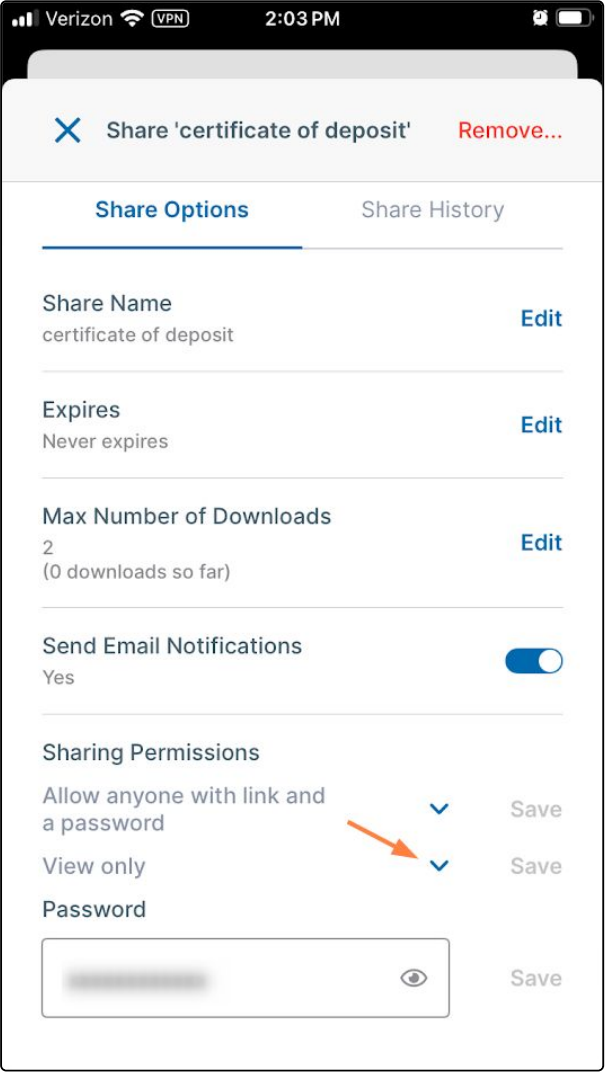 Verizon VPN 2:03 PM
Share 'certificate of deposit' Remove...
Share Options Share History
Share Name
certificate of deposit
Edit
Expires
Never expires
Edit
Max Number of Downloads
2
(0 downloads so far)
Edit
Send Email Notifications
Yes
Sharing Permissions
Allow anyone with link and
a password
Save
View only Save
Password
Save